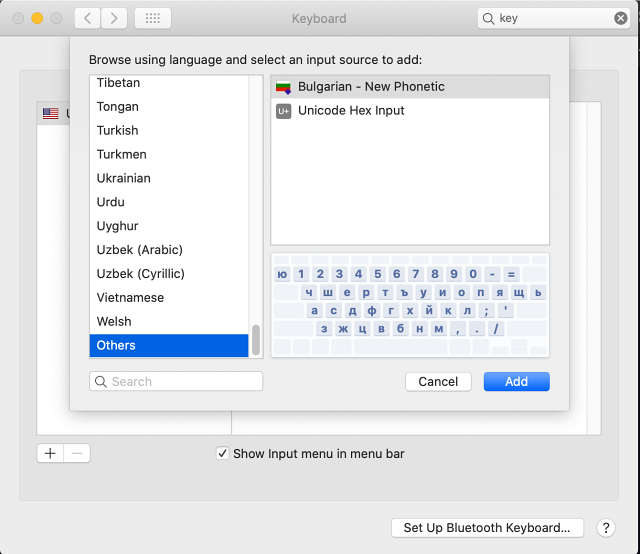 Keyboard
key
Browse using language and select an input source to add:
Tibetan
Tongan
Turkish
Turkmen
Ukrainian
Urdu
Uyghur
Uzbek (Arabic)
Uzbek (Cyrillic)
Vietnamese
Welsh
Others
Bulgarian - New Phonetic
U+ Unicode Hex Input
ю 1 2 3 4 5 6 7 8 9 0 - =
ч ш е р т ъ у и о п я щ ь
а с д ф г х й к л ; '
з ж ц в б н м , . /
Search
Cancel
Add
Show Input menu in menu bar
Set Up Bluetooth Keyboard...
?